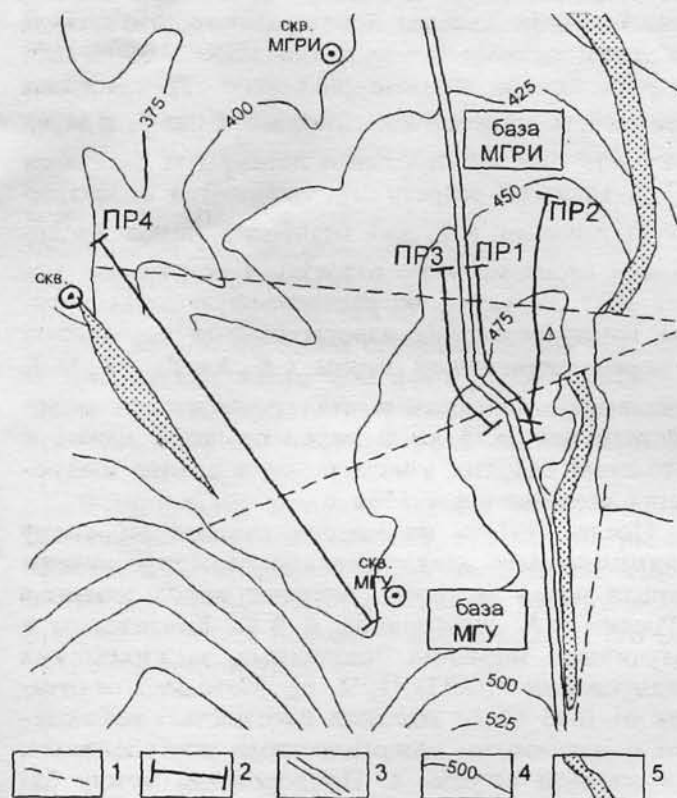 скв.
МГРИ
375
400
425
база
МГРИ
450
ПР4
ПР2
ПР3
ПР1
скв.
475
Δ
скв.
МГУ
база
МГУ
500
525
1
2
3
500
4
5